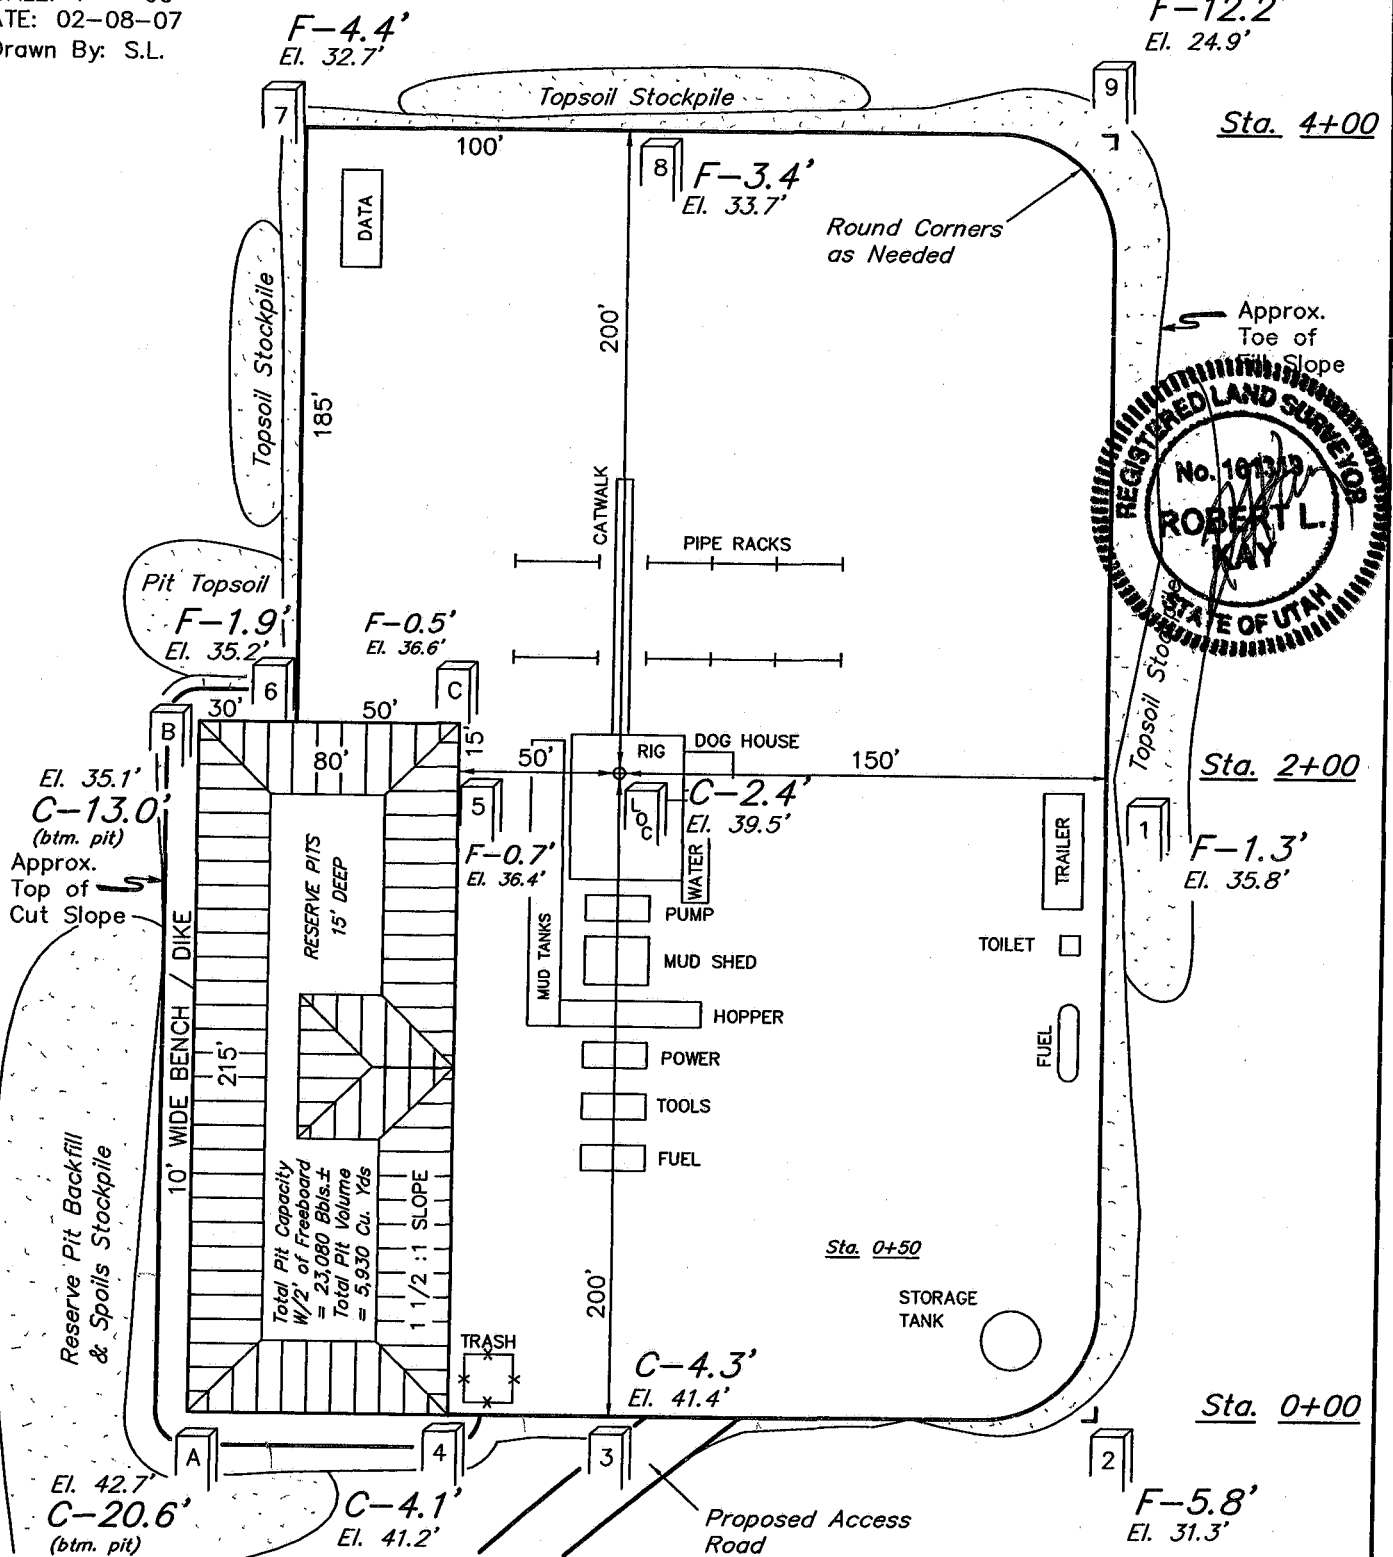 DATE: 02-08-07
Drawn By: S.L.
F-4.4'
El. 32.7'
F-12.2'
El. 24.9'
7
Topsoil Stockpile
9
Sta. 4+00
100'
8
F-3.4'
El. 33.7'
DATA
Round Corners
as Needed
Topsoil Stockpile
200'
185'
Approx.
Toe of
Fill Slope
REGISTERED LAND SURVEYOR
No.
ROBERT L.
KAY
STATE OF UTAH
CATWALK
PIPE RACKS
Pit Topsoil
F-1.9'
El. 35.2'
F-0.5'
El. 36.6'
6
C
B
30'
50'
15'
80'
50'
RIG
DOG HOUSE
150'
Topsoil Stockpile
Sta. 2+00
El. 35.1'
C-13.0'
(btm. pit)
5
LOC
C-2.4'
El. 39.5'
1
F-1.3'
El. 35.8'
F-0.7'
El. 36.4'
Approx.
Top of
Cut Slope
RESERVE PITS
15' DEEP
WATER
TRAILER
PUMP
MUD TANKS
MUD SHED
TOILET
HOPPER
10' WIDE BENCH / DIKE
215'
POWER
FUEL
TOOLS
FUEL
Reserve Pit Backfill
& Spoils Stockpile
Total Pit Capacity
W/2' of Freeboard
= 23,080 Bbls.±
Total Pit Volume
= 5,930 Cu. Yds
1 1/2 :1 SLOPE
Sta. 0+50
200'
STORAGE
TANK
TRASH
C-4.3'
El. 41.4'
Sta. 0+00
A
4
3
2
El. 42.7'
C-20.6'
(btm. pit)
C-4.1'
El. 41.2'
Proposed Access
Road
F-5.8'
El. 31.3'